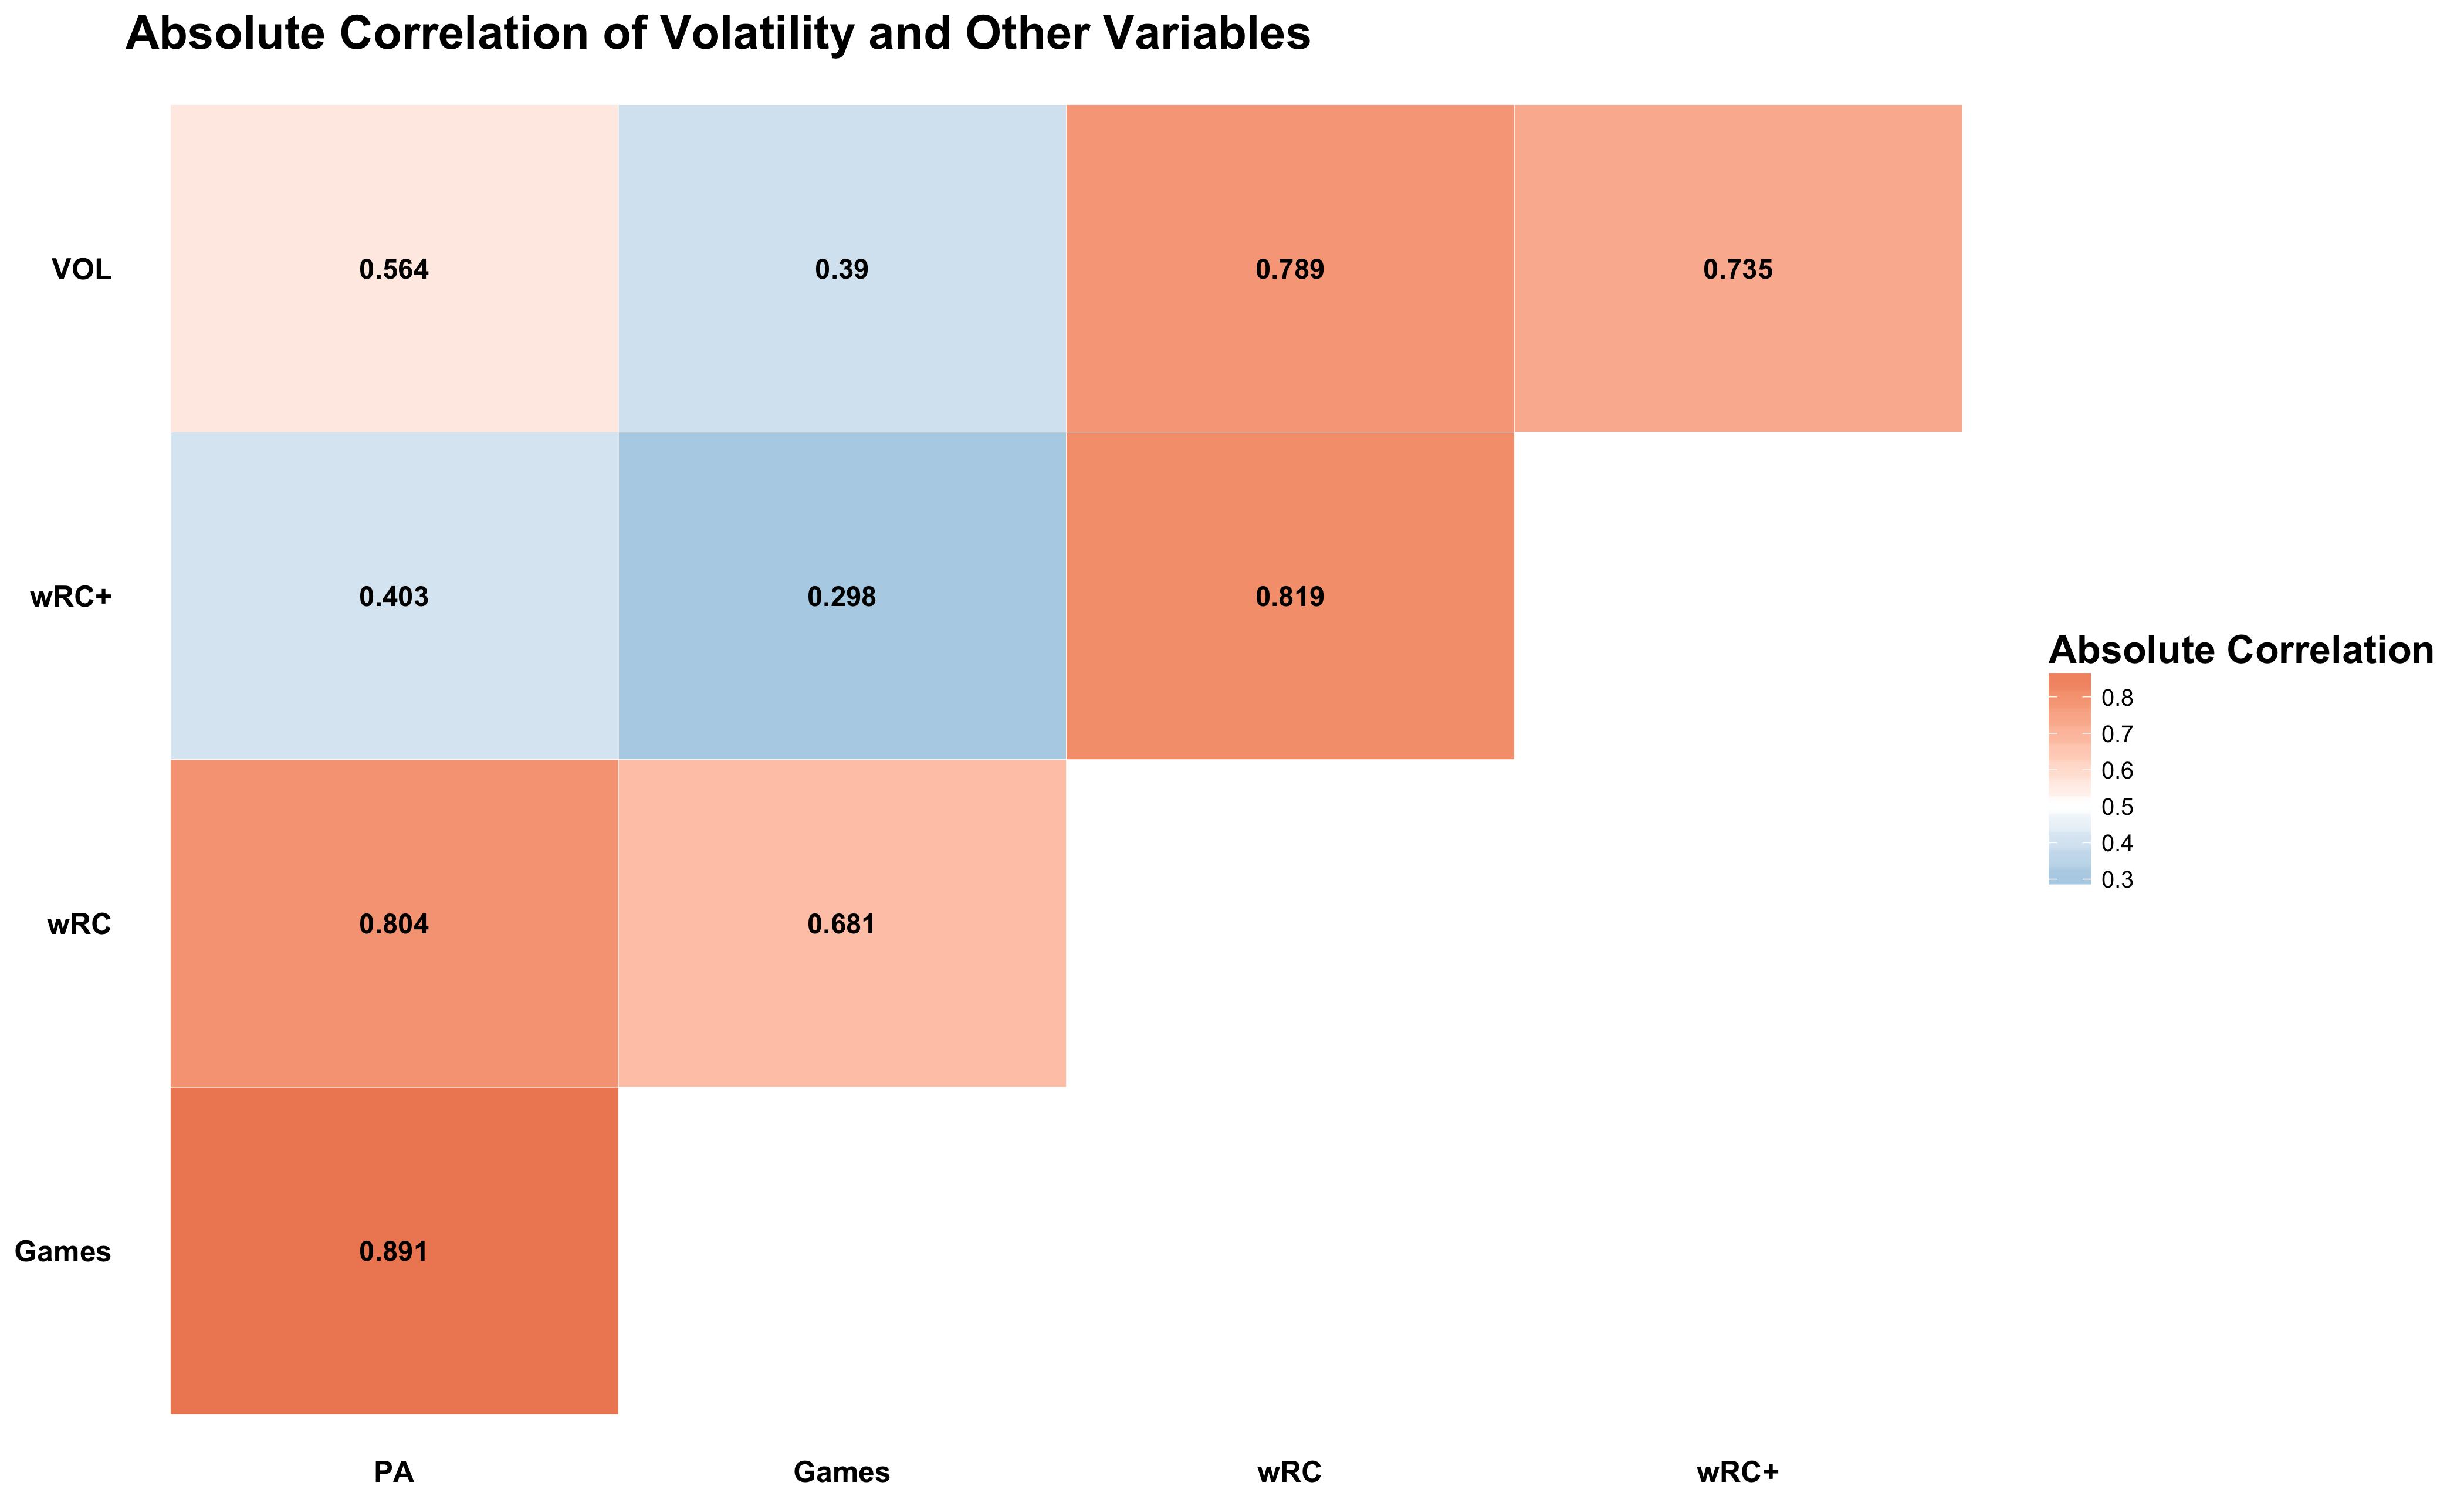 Absolute Correlation of Volatility and Other Variables
VOL 0.564 0.39 0.789 0.735
wRC+ 0.403 0.298 0.819
wRC 0.804 0.681
Games 0.891
PA Games wRC wRC+
Absolute Correlation
0.8
0.7
0.6
0.5
0.4
0.3